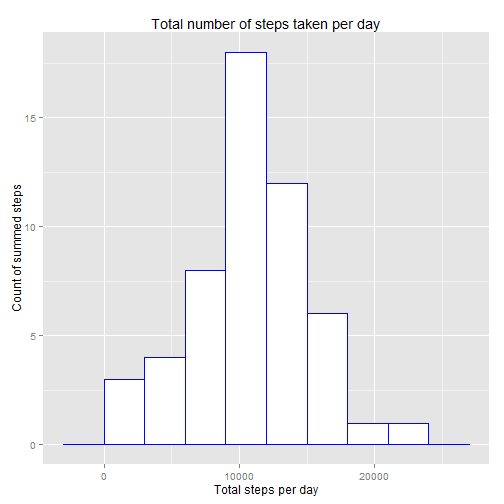 Total number of steps taken per day
Count of summed steps
15
10
5
0
0 10000 20000
Total steps per day